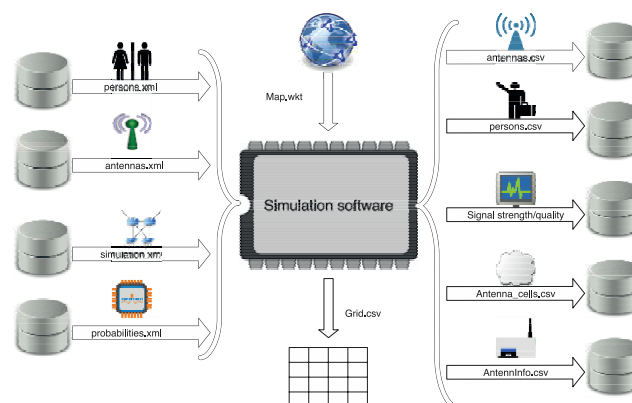 persons.xml
antennas.xml
simulation.xml
probabilities.xml
Map.wkt
Simulation software
Grid.csv
antennas.csv
persons.csv
Signal strength/quality
Antenna_cells.csv
AntennInfo.csv